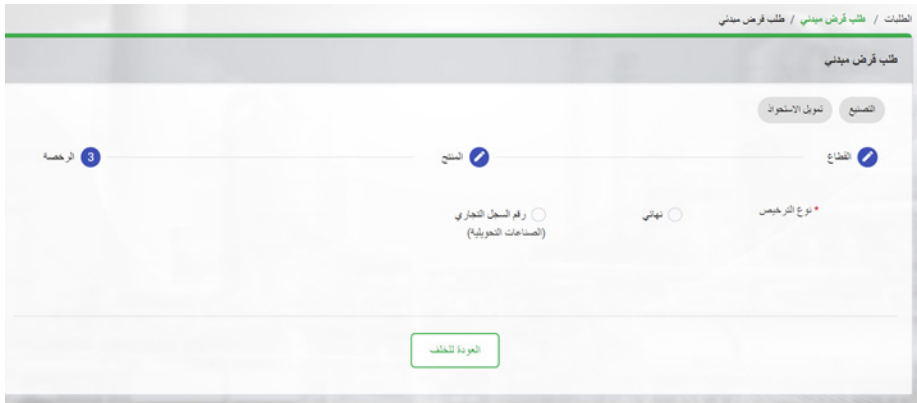 الطلبات / طلب قرض مبدئي / طلب قرض مبدئي
طلب قرض مبدئي
التصنيع تمويل الاستحواذ
القطاع المنتج 3 الرخصة
* نوع الترخيص نهائي رقم السجل التجاري
(الصناعات التحويلية)
العودة للخلف